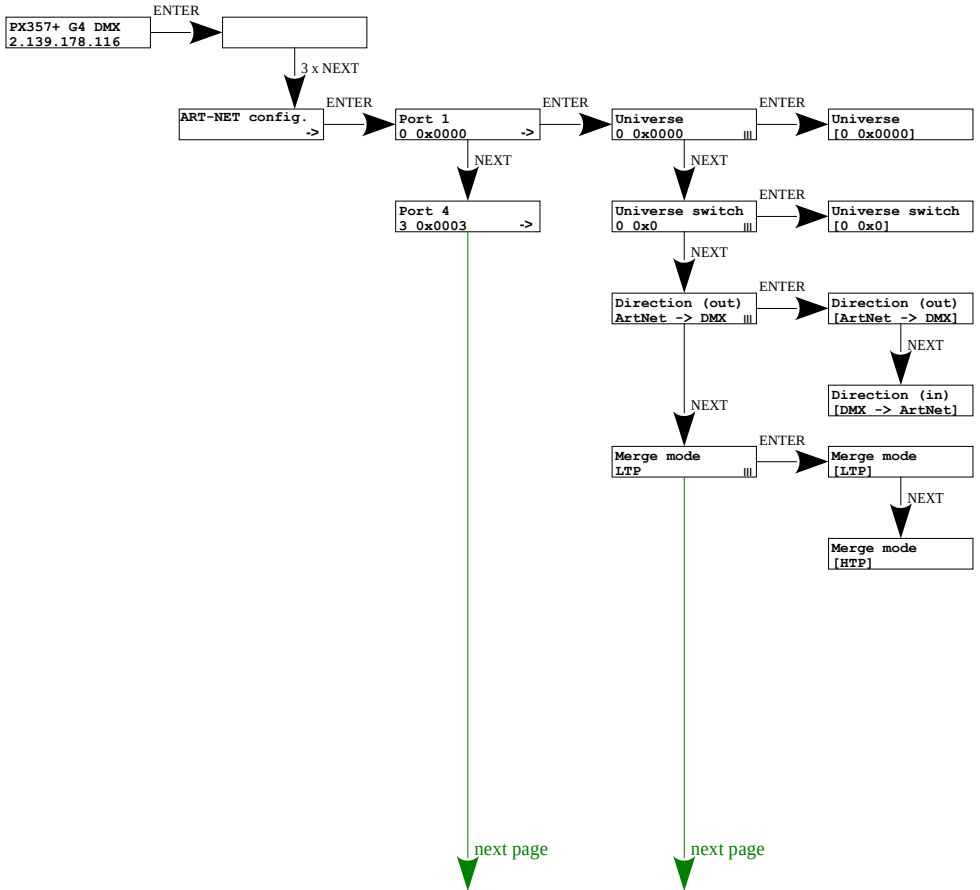 ENTER
PX357+ G4 DMX
2.139.178.116
3 x NEXT
ENTER
ENTER
ENTER
ART-NET config.
->
Port 1
0 0x0000 ->
Universe
0 0x0000
Universe
[0 0x0000]
NEXT
NEXT
ENTER
Port 4
3 0x0003 ->
Universe switch
0 0x0
Universe switch
[0 0x0]
NEXT
ENTER
Direction (out)
ArtNet -> DMX
Direction (out)
[ArtNet -> DMX]
NEXT
Direction (in)
[DMX -> ArtNet]
NEXT
ENTER
Merge mode
LTP
Merge mode
[LTP]
NEXT
Merge mode
[HTP]
next page
next page